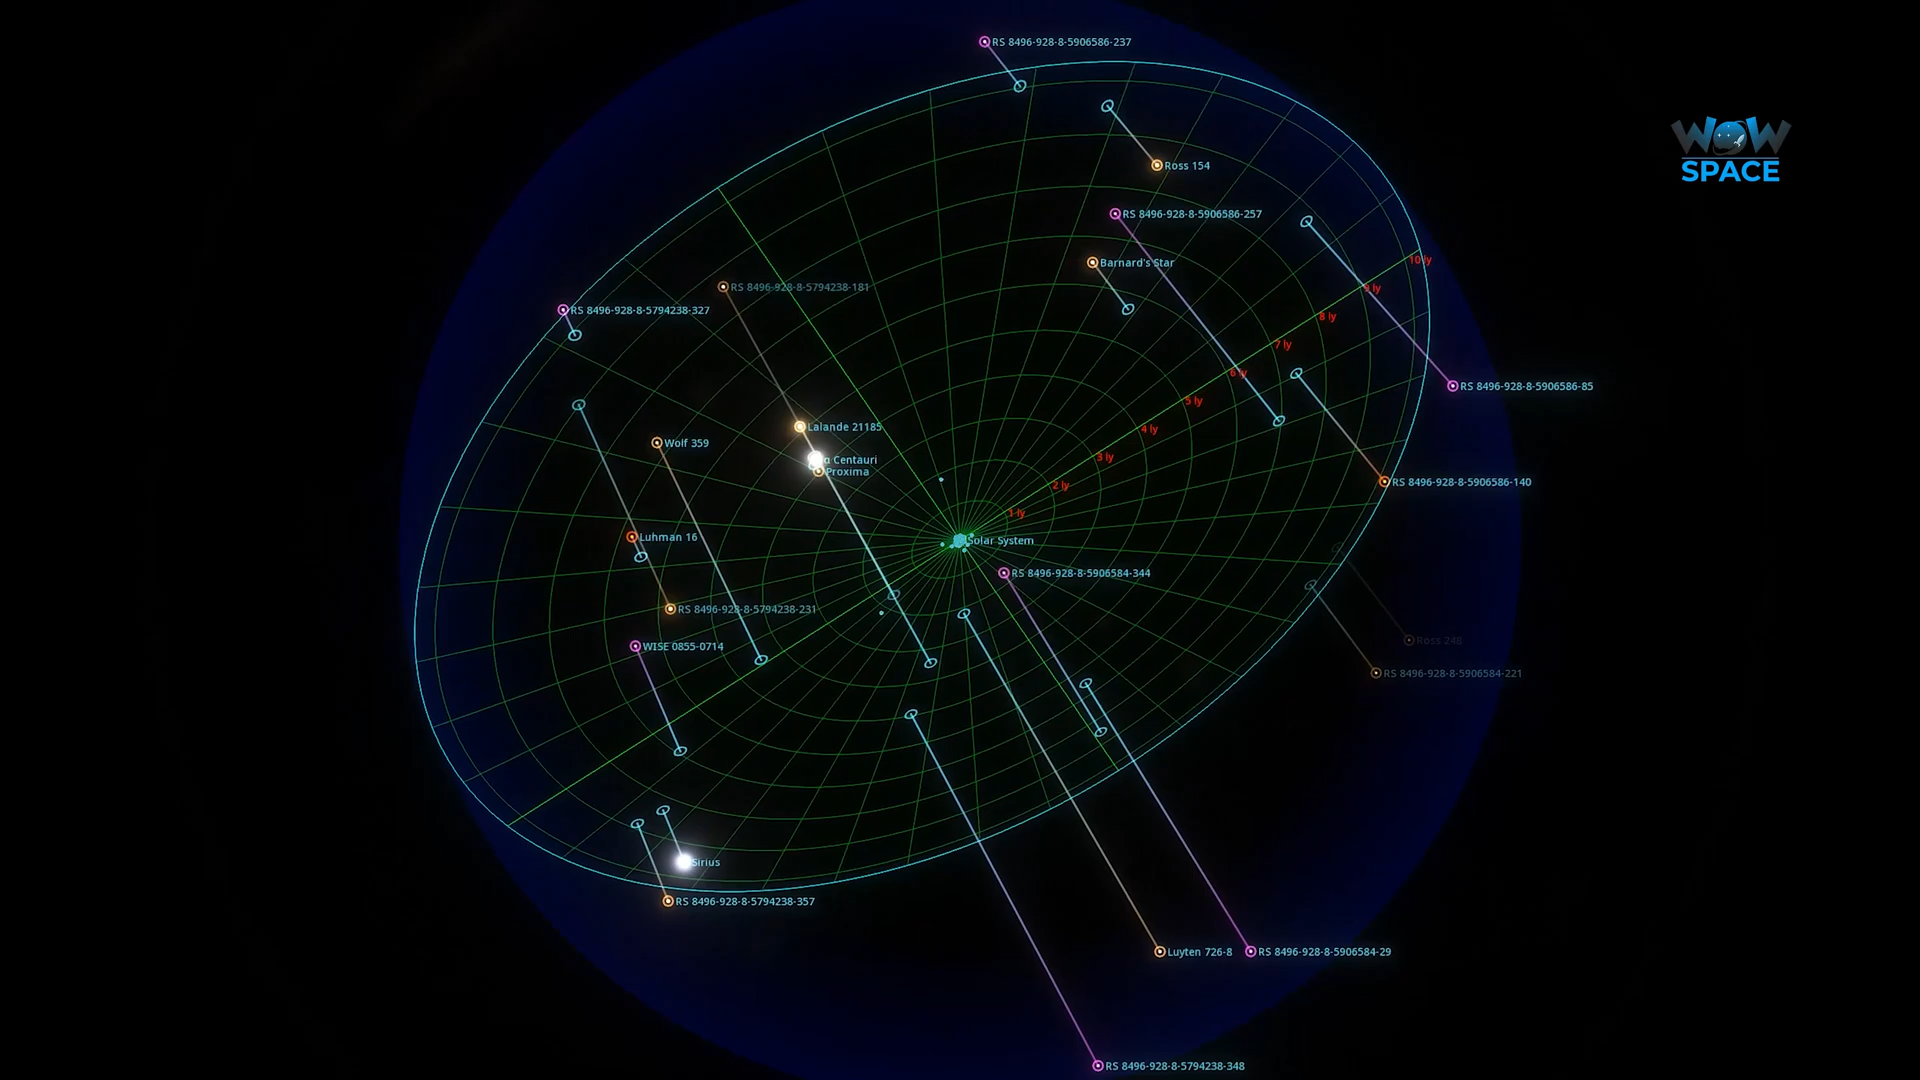 RS 8496-928-8-5906586-237
WOW
SPACE
Ross 154
RS 8496-928-8-5906586-257
Barnard's Star
10 ly
RS 8496-928-8-5794238-181
9 ly
RS 8496-928-8-5794238-327
8 ly
7 ly
6 ly
RS 8496-928-8-5906586-85
5 ly
Lalande 21185
4 ly
Wolf 359
3 ly
α Centauri
Proxima
RS 8496-928-8-5906586-140
2 ly
1 ly
Luhman 16
Solar System
RS 8496-928-8-5906584-344
RS 8496-928-8-5794238-231
Ross 248
WISE 0855-0714
RS 8496-928-8-5906584-221
Sirius
RS 8496-928-8-5794238-357
Luyten 726-8
RS 8496-928-8-5906584-29
RS 8496-928-8-5794238-348